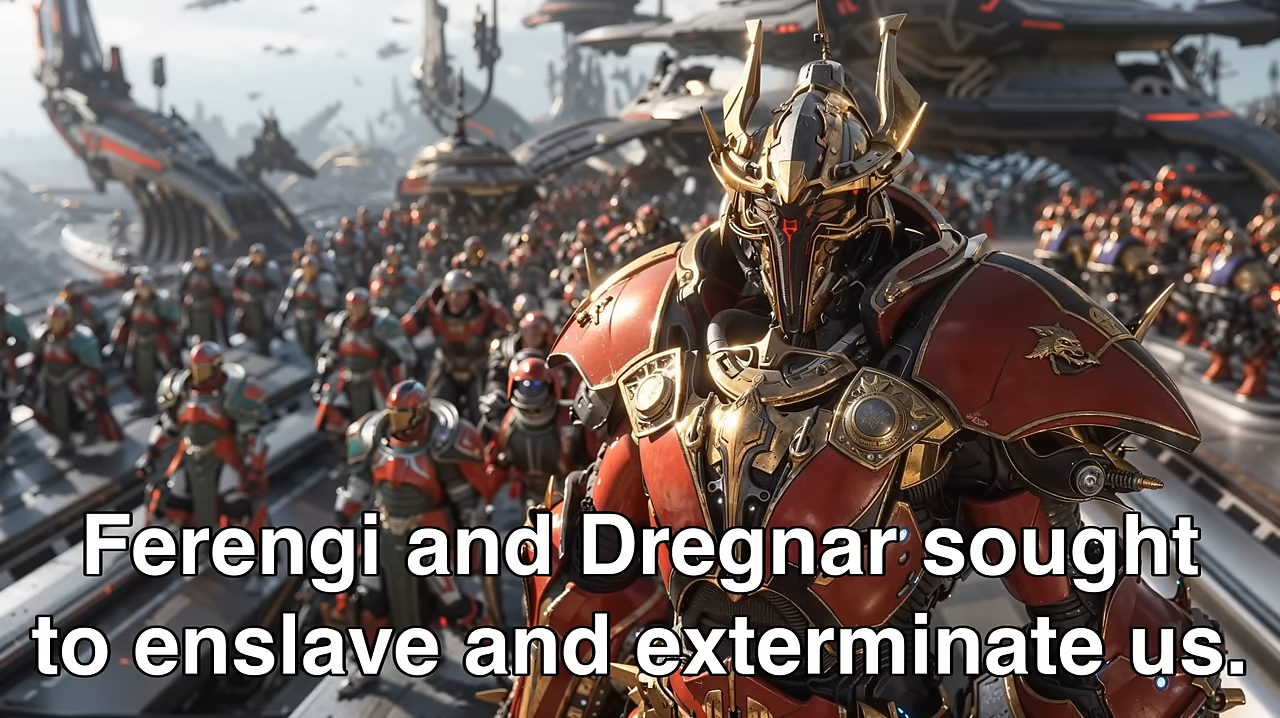 Ferengi and Dregnar sought
to enslave and exterminate us.